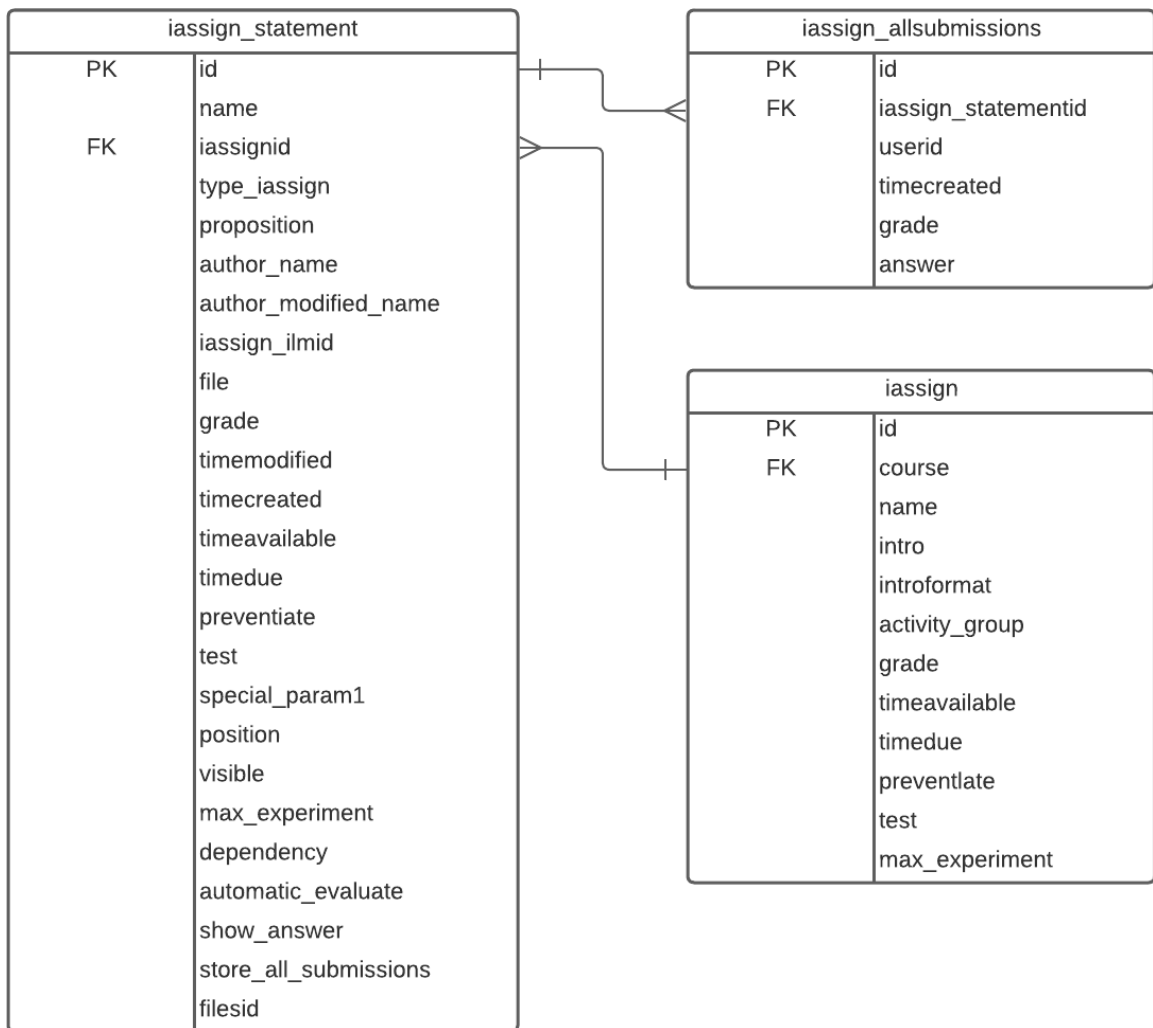 iassign_statement
PK id
name
FK iassignid
type_iassign
proposition
author_name
author_modified_name
iassign_ilmid
file
grade
timemodified
timecreated
timeavailable
timedue
preventiate
test
special_param1
position
visible
max_experiment
dependency
automatic_evaluate
show_answer
store_all_submissions
filesid
iassign_allsubmissions
PK id
FK iassign_statementid
userid
timecreated
grade
answer
iassign
PK id
FK course
name
intro
introformat
activity_group
grade
timeavailable
timedue
preventlate
test
max_experiment